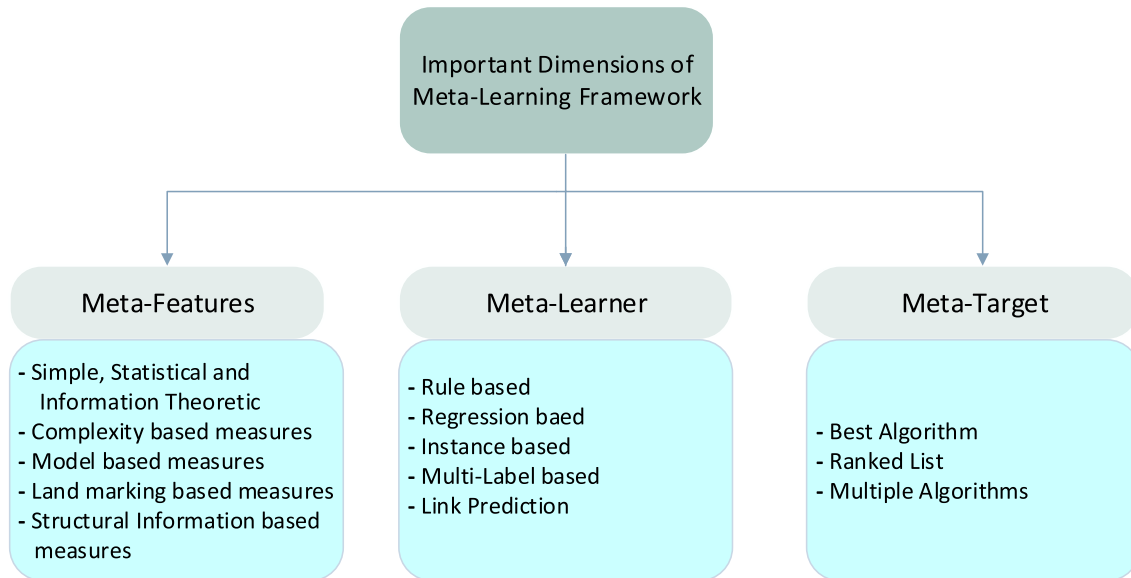 Important Dimensions of
Meta-Learning Framework
Meta-Features
- Simple, Statistical and
Information Theoretic
- Complexity based measures
- Model based measures
- Land marking based measures
- Structural Information based
measures
Meta-Learner
- Rule based
- Regression baed
- Instance based
- Multi-Label based
- Link Prediction
Meta-Target
- Best Algorithm
- Ranked List
- Multiple Algorithms